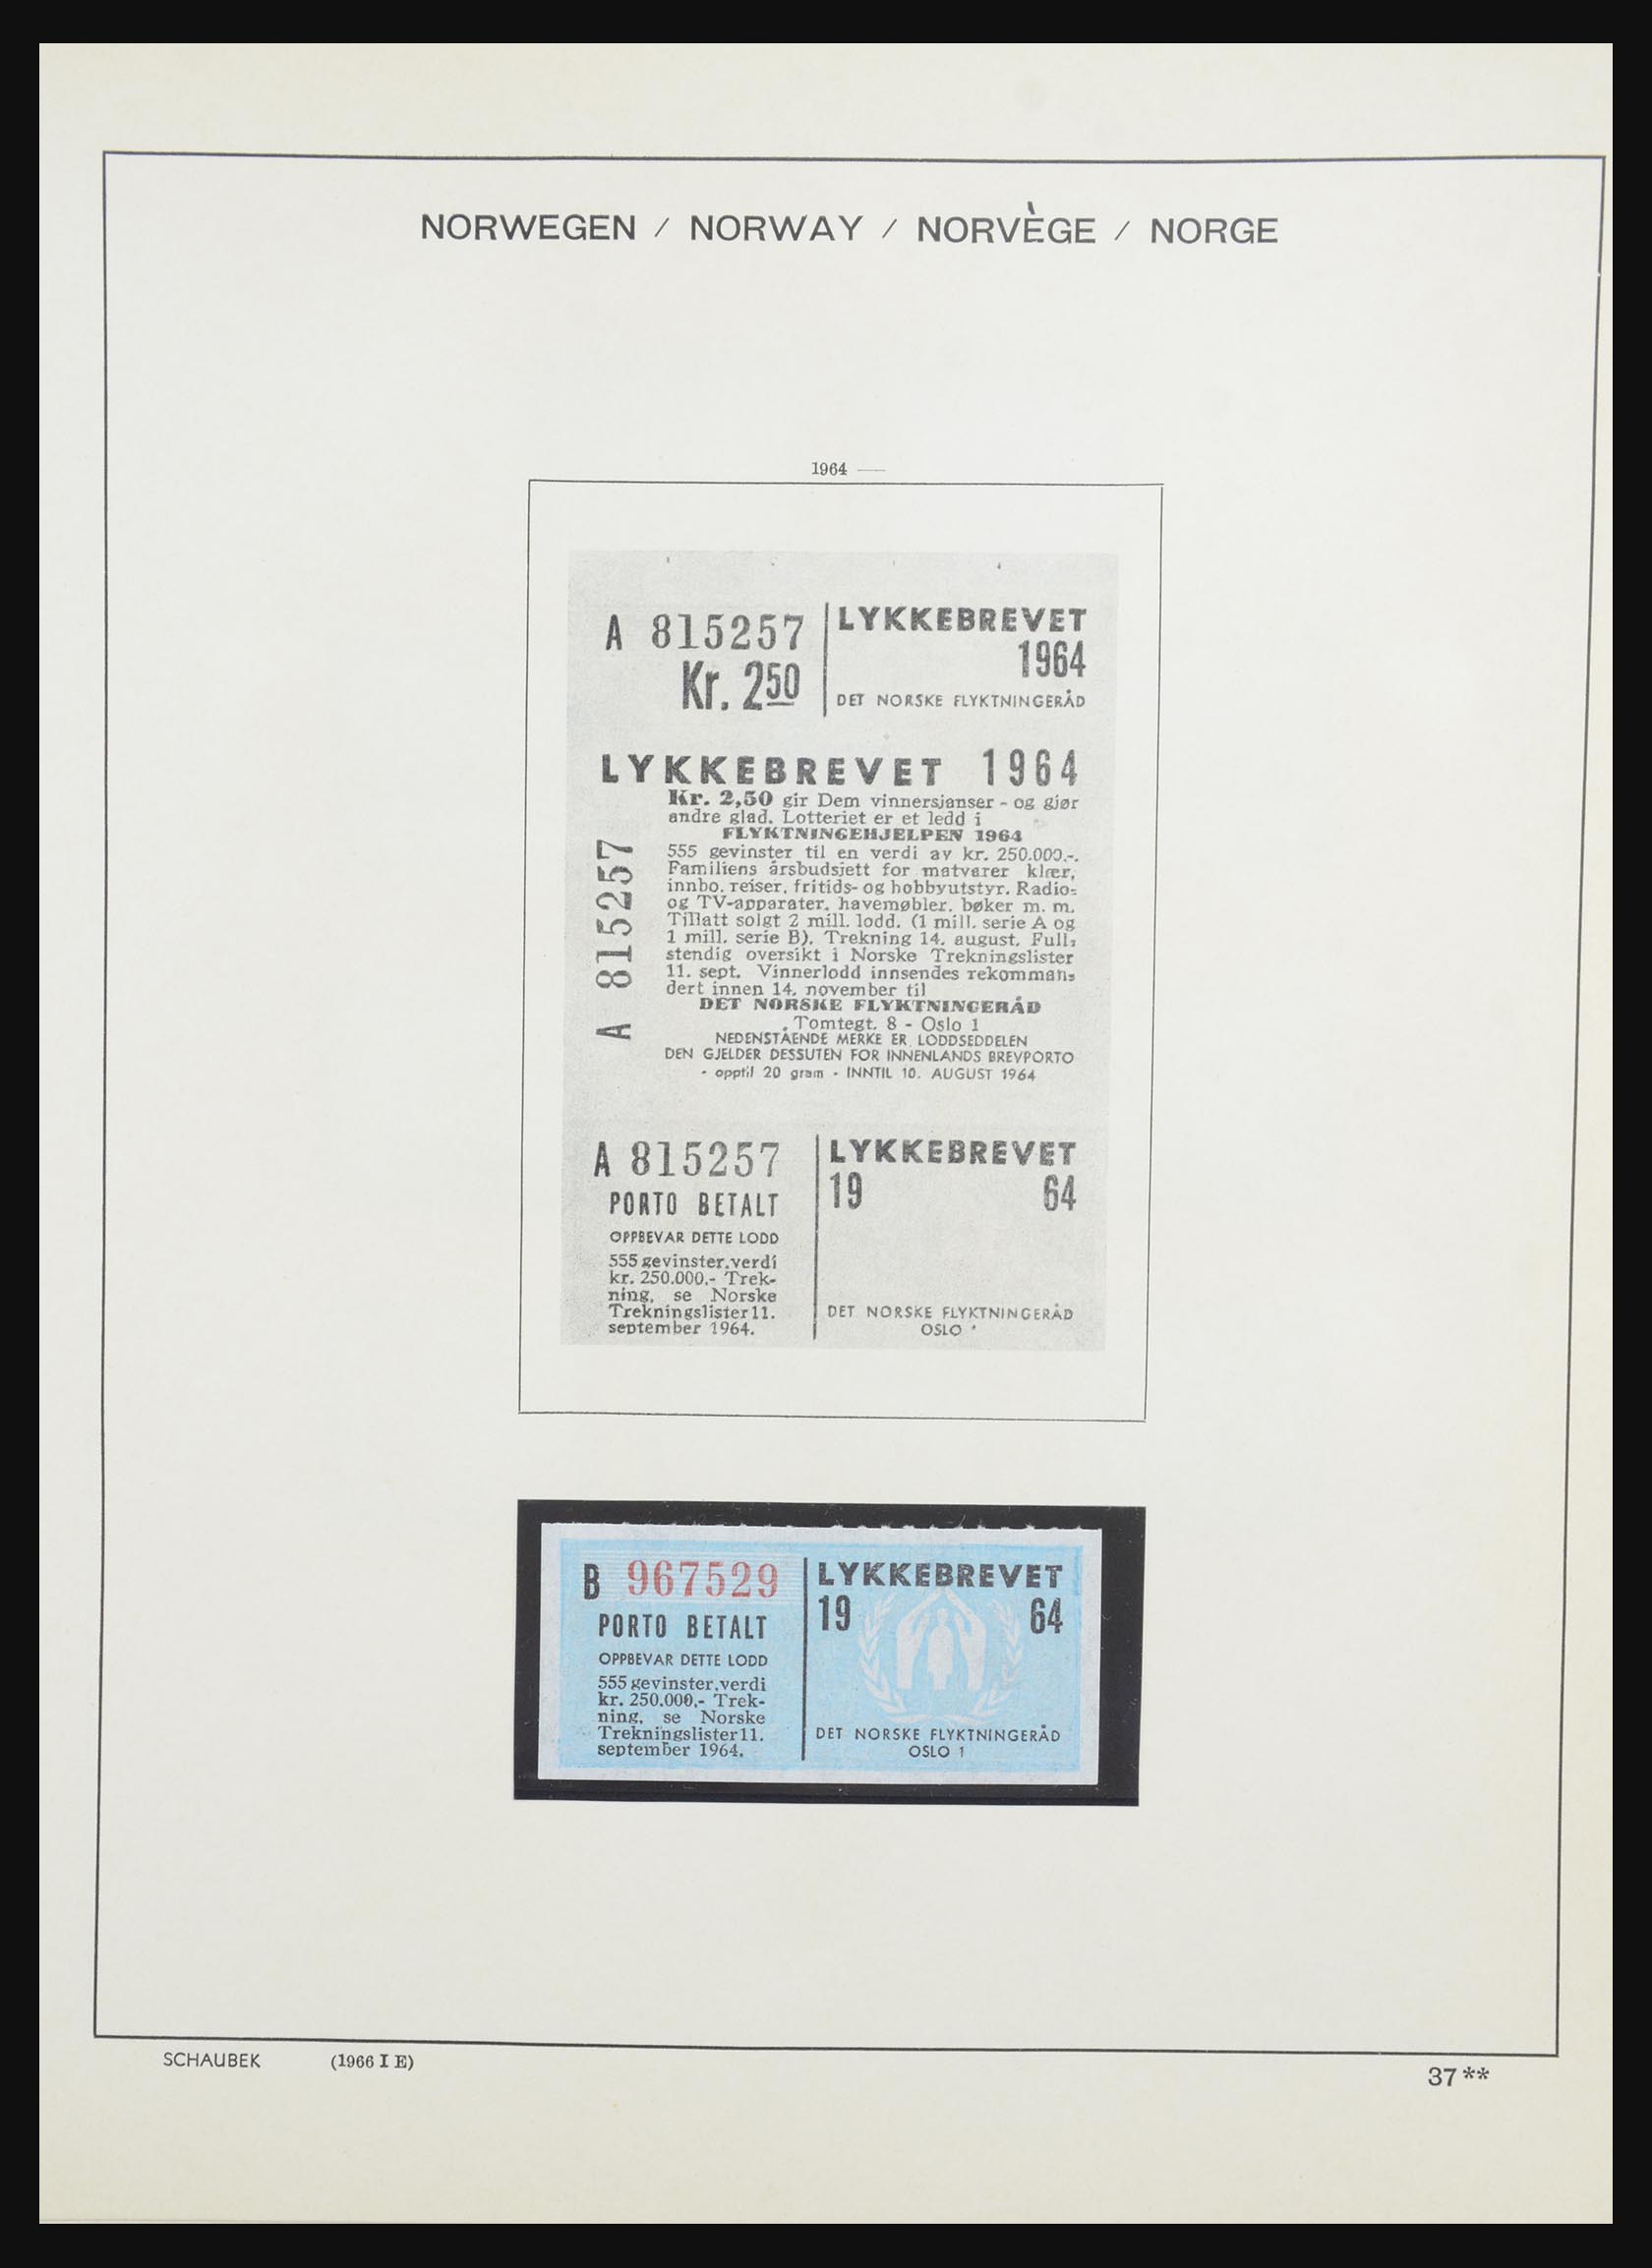 NORWEGEN / NORWAY / NORVÈGE / NORGE
1964 —
A 815257
Kr. 250
LYKKEBREVET
1964
DET NORSKE FLYKTNINGERÅD
LYKKEBREVET 1964
Kr. 2,50 gir Dem vinnersjanser - og gjør
andre glad. Lotteriet er et ledd i
FLYKTNINGEHJELPEN 1964
555 gevinster til en verdi av kr. 250.000.-.
Familiens årsbudsjett for matvarer klær,
innbo. reiser. fritids- og hobbyutstyr. Radio-
og TV-apparater. havemøbler. bøker m. m.
Tillatt solgt 2 mill. lodd. (1 mill. serie A og
1 mill. serie B). Trekning 14. august. Full-
stendig oversikt i Norske Trekningslister
11. sept. Vinnerlodd innsendes rekomman-
dert innen 14. november til
DET NORSKE FLYKTNINGERÅD
Tomtegt. 8 - Oslo 1
NEDENSTÅENDE MERKE ER LODDSEDDELEN
DEN GJELDER DESSUTEN FOR INNENLANDS BREVPORTO
- opptil 20 gram - INNTIL 10. AUGUST 1964
A 815257
A 815257
PORTO BETALT
OPPBEVAR DETTE LODD
555 gevinster.verdi
kr. 250.000.- Trek-
ning, se Norske
Trekningslister 11.
september 1964.
LYKKEBREVET
19 64
DET NORSKE FLYKTNINGERÅD
OSLO
B 967529
PORTO BETALT
OPPBEVAR DETTE LODD
555 gevinster.verdi
kr. 250.000.- Trek-
ning, se Norske
Trekningslister 11.
september 1964.
LYKKEBREVET
19 64
DET NORSKE FLYKTNINGERÅD
OSLO 1
SCHAUBEK (1966 I E)
37**